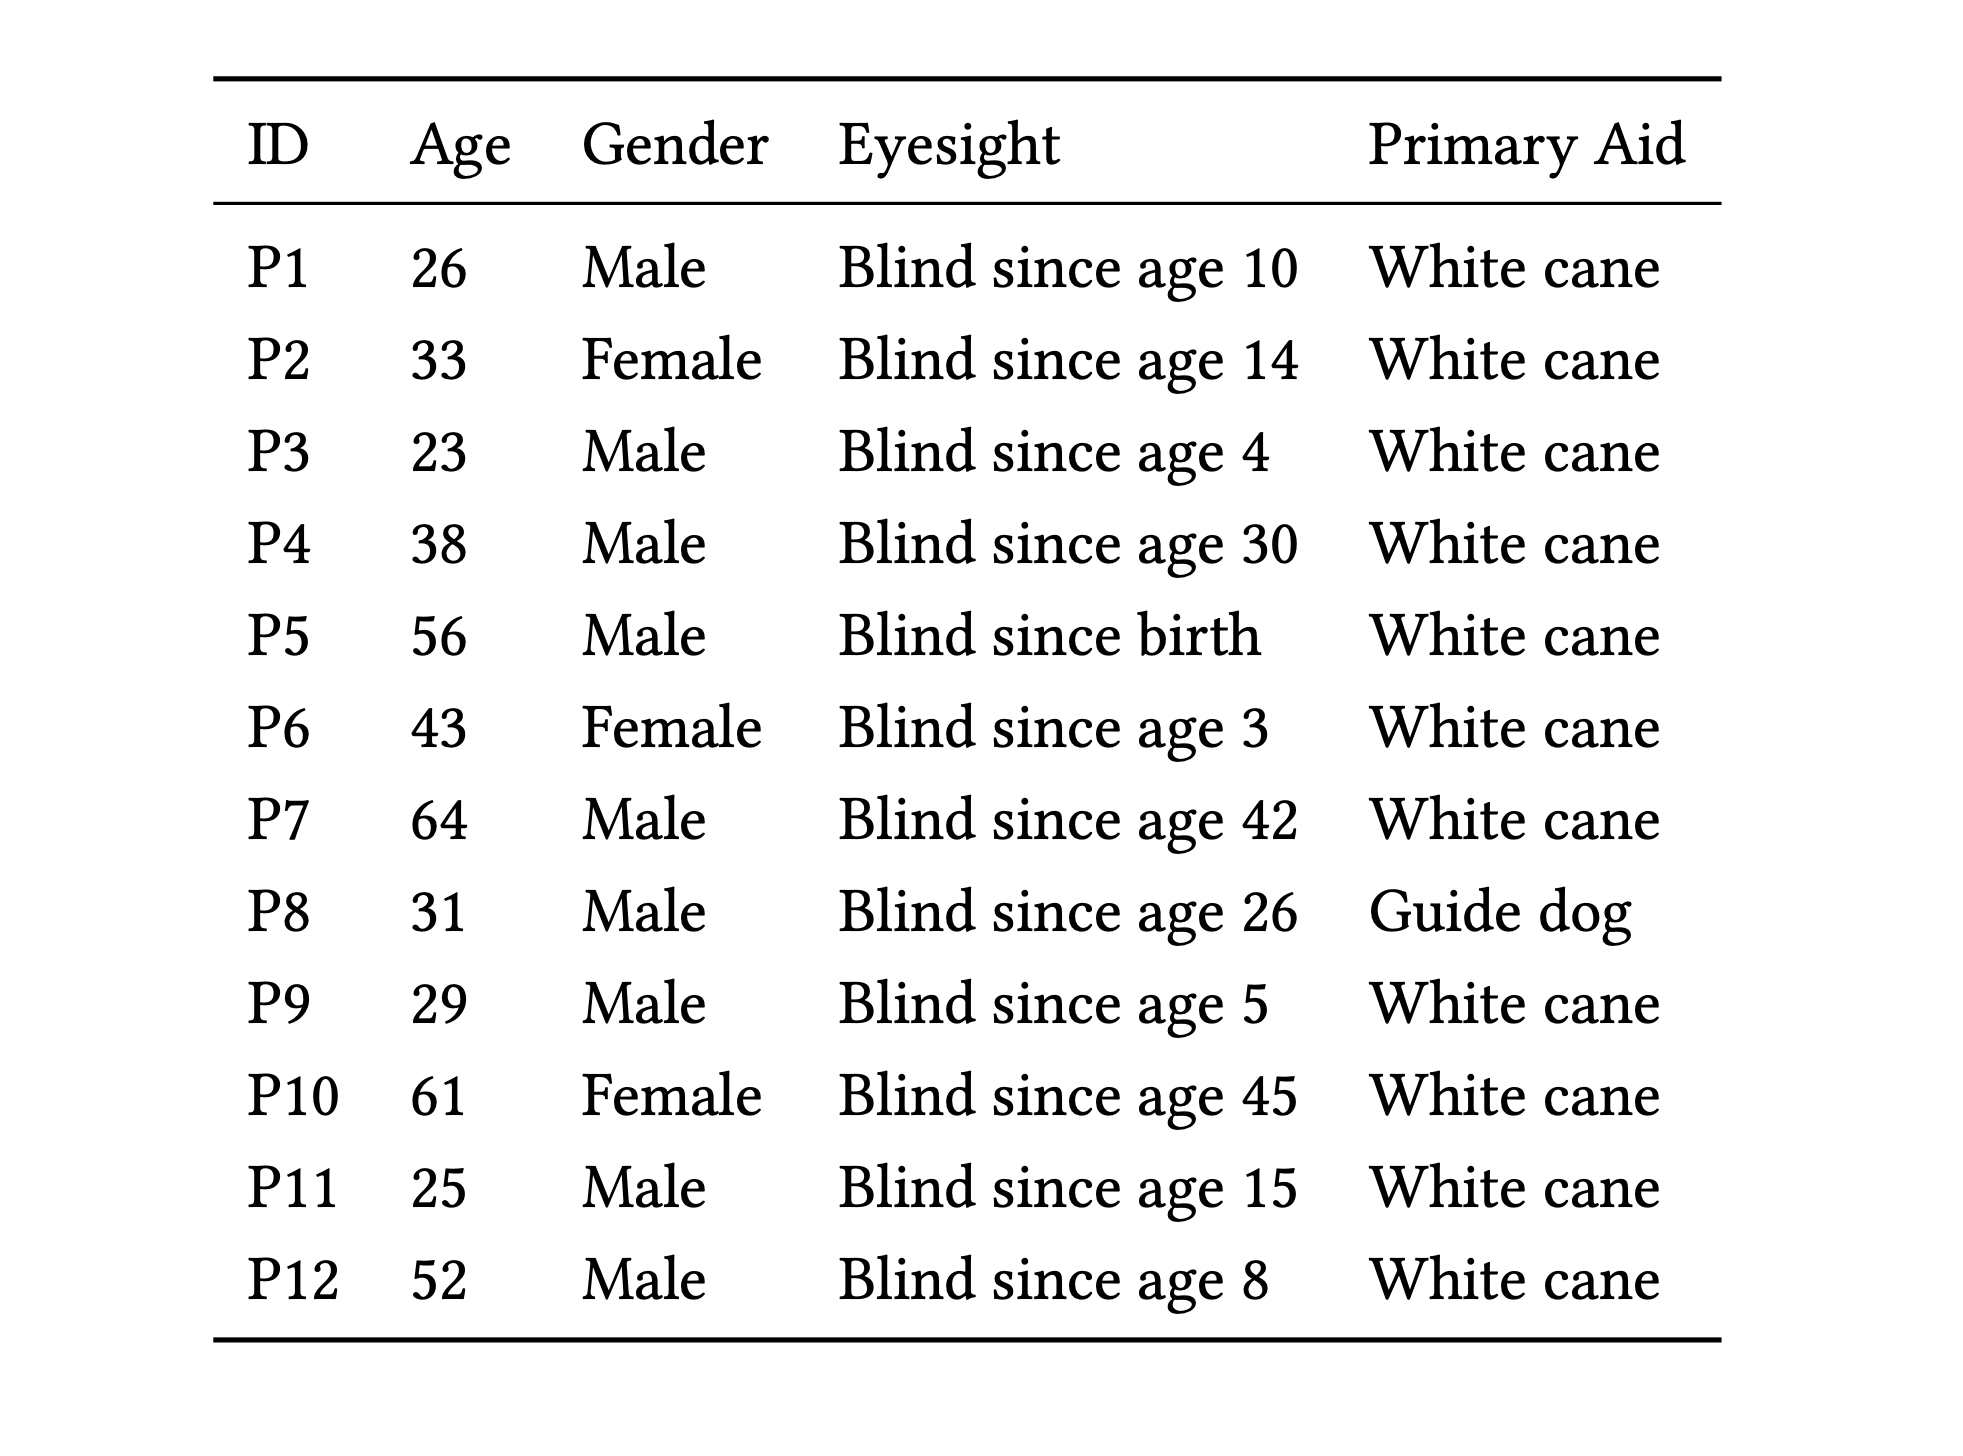 ID Age Gender Eyesight Primary Aid
P1 26 Male Blind since age 10 White cane
P2 33 Female Blind since age 14 White cane
P3 23 Male Blind since age 4 White cane
P4 38 Male Blind since age 30 White cane
P5 56 Male Blind since birth White cane
P6 43 Female Blind since age 3 White cane
P7 64 Male Blind since age 42 White cane
P8 31 Male Blind since age 26 Guide dog
P9 29 Male Blind since age 5 White cane
P10 61 Female Blind since age 45 White cane
P11 25 Male Blind since age 15 White cane
P12 52 Male Blind since age 8 White cane